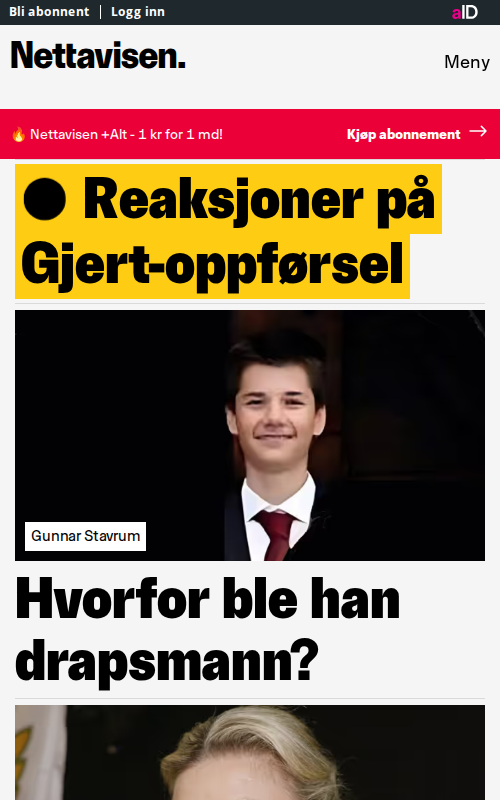 Bli abonnent | Logg inn
aID
Nettavisen.
Meny
🔥 Nettavisen +Alt - 1 kr for 1 md!
Kjøp abonnement →
● Reaksjoner på
Gjert-oppførsel
Gunnar Stavrum
Hvorfor ble han
drapsmann?